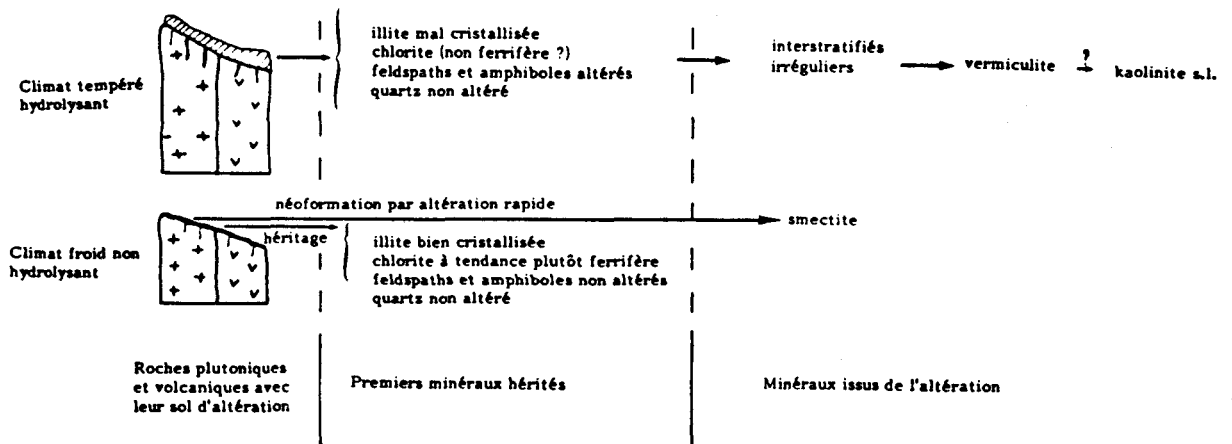 Climat tempéré
hydrolysant
illite mal cristallisée
chlorite (non ferrifère ?)
feldspaths et amphiboles altérés
quartz non altéré
interstratifiés
irréguliers
vermiculite
?
kaolinite s.l.
Climat froid non
hydrolysant
néoformation par altération rapide
smectite
héritage
illite bien cristallisée
chlorite à tendance plutôt ferrifère
feldspaths et amphiboles non altérés
quartz non altéré
Roches plutoniques
et volcaniques avec
leur sol d'altération
Premiers minéraux hérités
Minéraux issus de l'altération